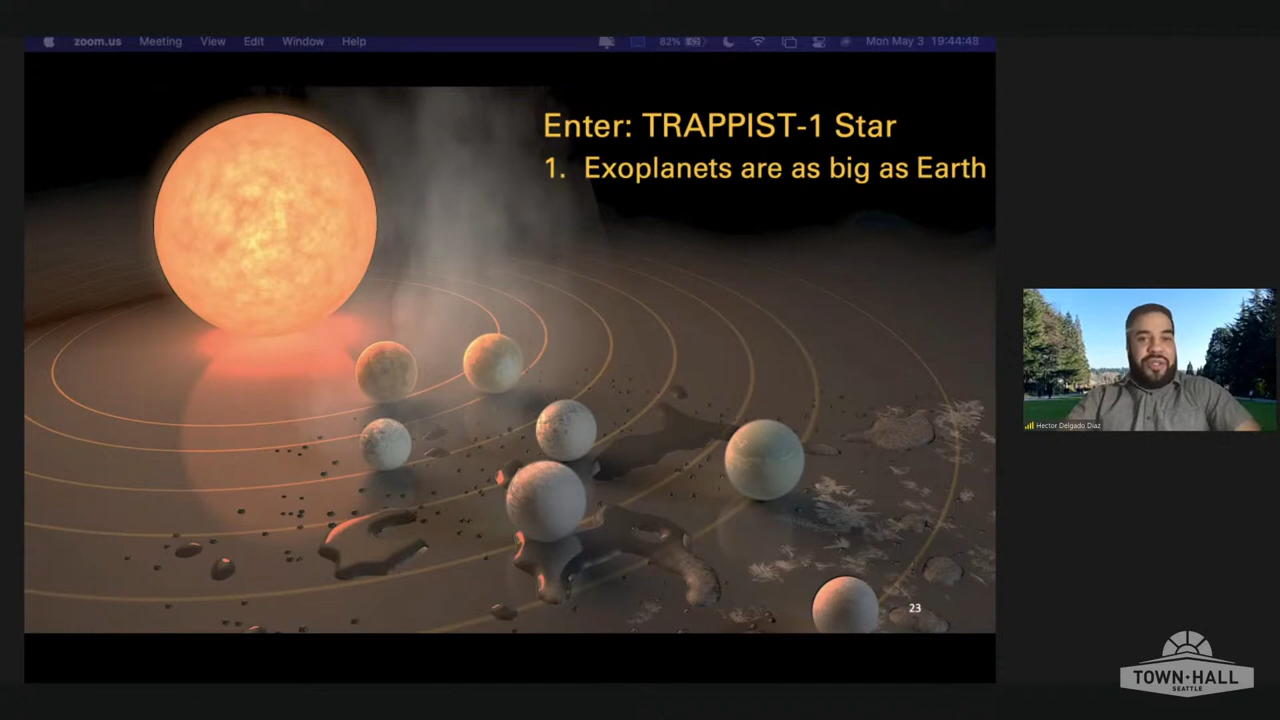 zoom.us Meeting View Edit Window Help 82% Mon May 3 19:44:48
Enter: TRAPPIST-1 Star
1. Exoplanets are as big as Earth
Hector Delgado Diaz
23
TOWN·HALL
SEATTLE